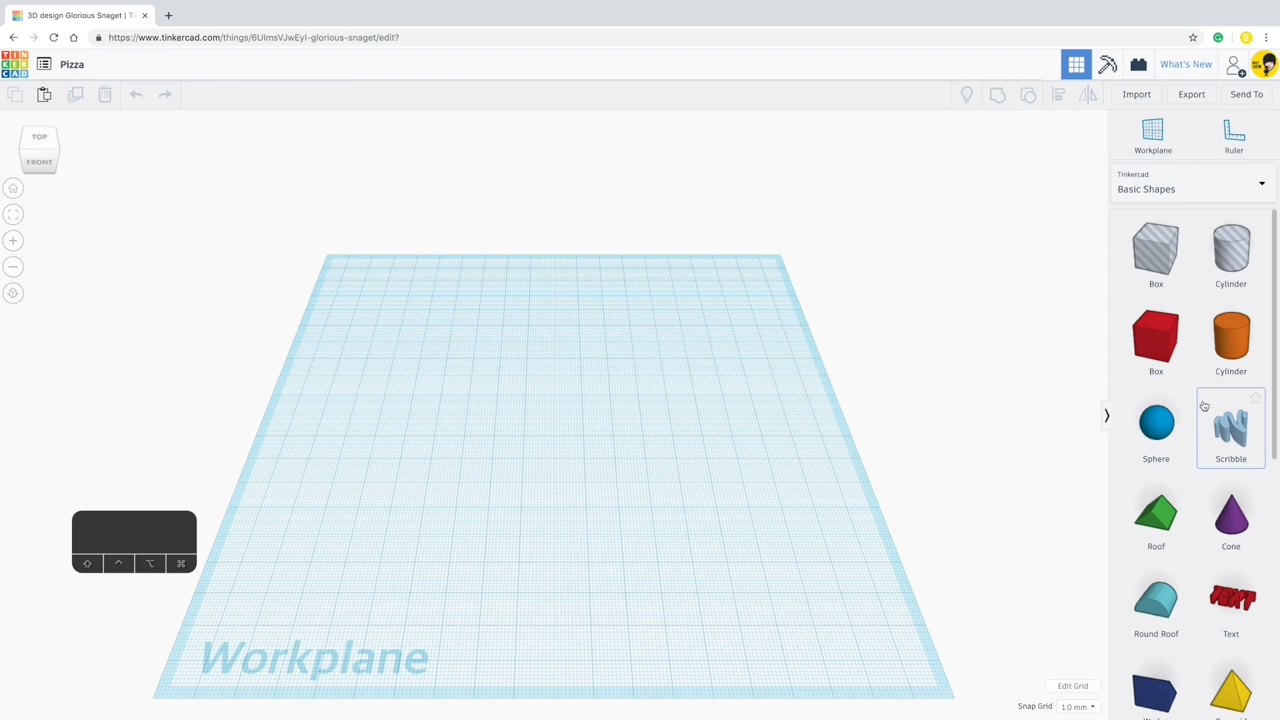 3D design Glorious Snaget | Ti
https://www.tinkercad.com/things/6UImsVJwEyI-glorious-snaget/edit?
TIN
KER
CAD
Pizza
What's New
Import
Export
Send To
TOP
FRONT
Workplane
Ruler
Tinkercad
Basic Shapes
Box
Cylinder
Box
Cylinder
Sphere
Scribble
Roof
Cone
Round Roof
TEXT
Text
Workplane
Edit Grid
Snap Grid
1.0 mm